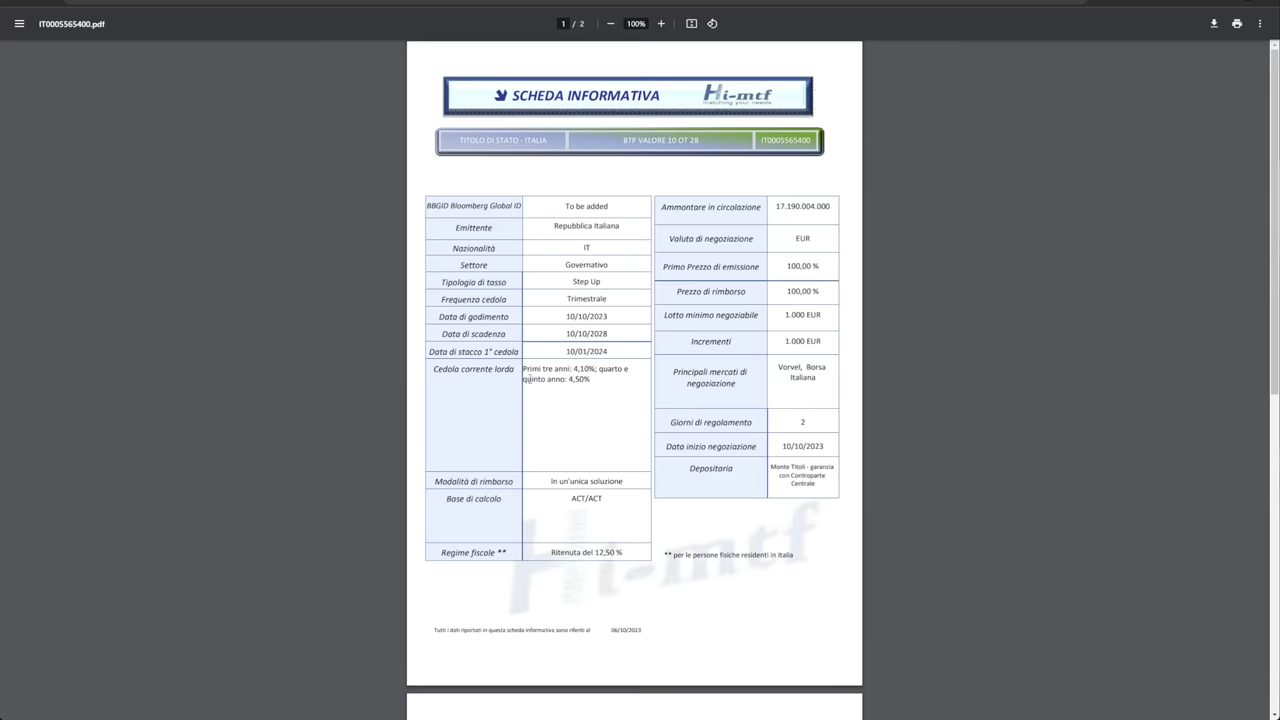 IT0005565400.pdf
1 / 2
100%
SCHEDA INFORMATIVA
Hi-mtf
matching your needs
TITOLO DI STATO - ITALIA
BTP VALORE 10 OT 28
IT0005565400
BBGID Bloomberg Global ID
To be added
Emittente
Repubblica Italiana
Nazionalità
IT
Settore
Governativo
Tipologia di tasso
Step Up
Frequenza cedola
Trimestrale
Data di godimento
10/10/2023
Data di scadenza
10/10/2028
Data di stacco 1° cedola
10/01/2024
Cedola corrente lorda
Primi tre anni: 4,10%; quarto e
quinto anno: 4,50%
Modalità di rimborso
In un'unica soluzione
Base di calcolo
ACT/ACT
Regime fiscale **
Ritenuta del 12,50 %
Ammontare in circolazione
17.190.004.000
Valuta di negoziazione
EUR
Primo Prezzo di emissione
100,00 %
Prezzo di rimborso
100,00 %
Lotto minimo negoziabile
1.000 EUR
Incrementi
1.000 EUR
Principali mercati di
negoziazione
Vorvel, Borsa
Italiana
Giorni di regolamento
2
Data inizio negoziazione
10/10/2023
Depositaria
Monte Titoli - garanzia
con Controparte
Centrale
Hi-mtf
** per le persone fisiche residenti in Italia
Tutti i dati riportati in questa scheda informativa sono riferiti al 06/10/2023